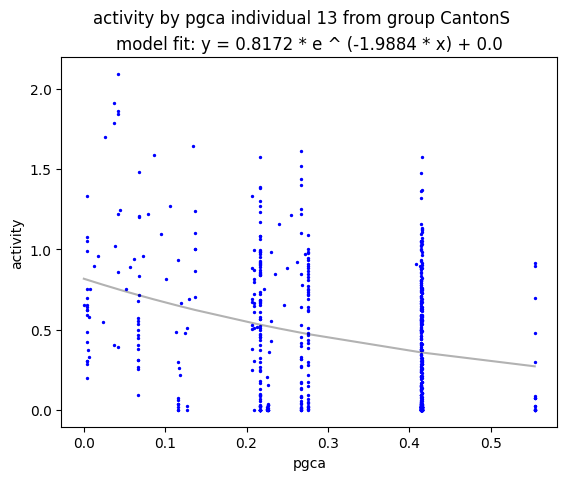 activity by pgca individual 13 from group CantonS
model fit: y = 0.8172 * e ^ (-1.9884 * x) + 0.0
2.0
1.5
1.0
0.5
0.0
activity
0.0 0.1 0.2 0.3 0.4 0.5
pgca